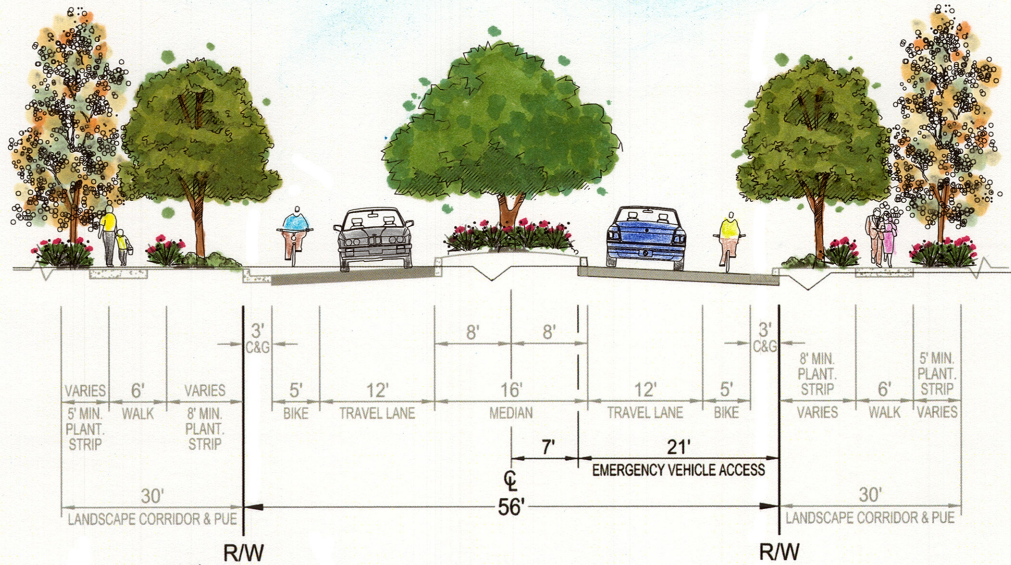 3'
C&G
8'
8'
3'
C&G
VARIES
5' MIN.
PLANT.
STRIP
6'
WALK
VARIES
8' MIN.
PLANT.
STRIP
5'
BIKE
12'
TRAVEL LANE
16'
MEDIAN
12'
TRAVEL LANE
5'
BIKE
8' MIN.
PLANT.
STRIP
VARIES
6'
WALK
5' MIN.
PLANT.
STRIP
VARIES
7'
21'
EMERGENCY VEHICLE ACCESS
℄
30'
LANDSCAPE CORRIDOR & PUE
56'
30'
LANDSCAPE CORRIDOR & PUE
R/W
R/W